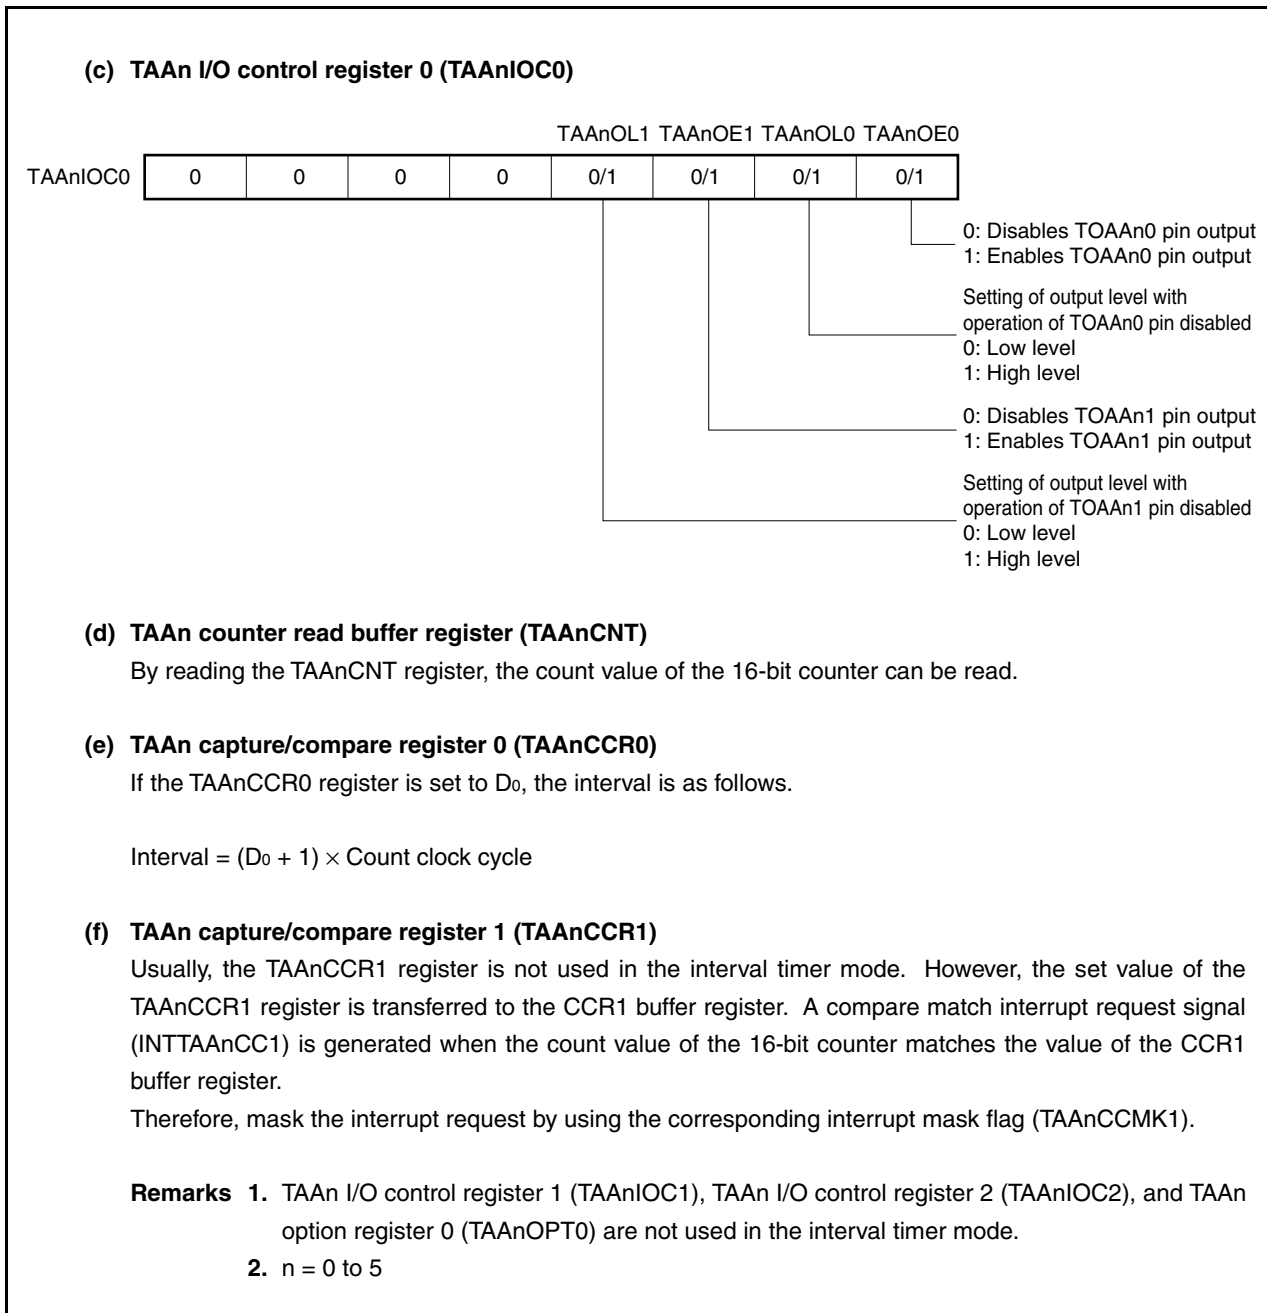 (c) TAAn I/O control register 0 (TAAnIOC0)
TAAnOL1 TAAnOE1 TAAnOL0 TAAnOE0
TAAnIOC0 0 0 0 0 0/1 0/1 0/1 0/1
0: Disables TOAAn0 pin output
1: Enables TOAAn0 pin output
Setting of output level with
operation of TOAAn0 pin disabled
0: Low level
1: High level
0: Disables TOAAn1 pin output
1: Enables TOAAn1 pin output
Setting of output level with
operation of TOAAn1 pin disabled
0: Low level
1: High level
(d) TAAn counter read buffer register (TAAnCNT)
By reading the TAAnCNT register, the count value of the 16-bit counter can be read.
(e) TAAn capture/compare register 0 (TAAnCCR0)
If the TAAnCCR0 register is set to D₀, the interval is as follows.
Interval = (D₀ + 1) × Count clock cycle
(f) TAAn capture/compare register 1 (TAAnCCR1)
Usually, the TAAnCCR1 register is not used in the interval timer mode. However, the set value of the
TAAnCCR1 register is transferred to the CCR1 buffer register. A compare match interrupt request signal
(INTTAAnCC1) is generated when the count value of the 16-bit counter matches the value of the CCR1
buffer register.
Therefore, mask the interrupt request by using the corresponding interrupt mask flag (TAAnCCMK1).
Remarks 1. TAAn I/O control register 1 (TAAnIOC1), TAAn I/O control register 2 (TAAnIOC2), and TAAn
option register 0 (TAAnOPT0) are not used in the interval timer mode.
2. n = 0 to 5